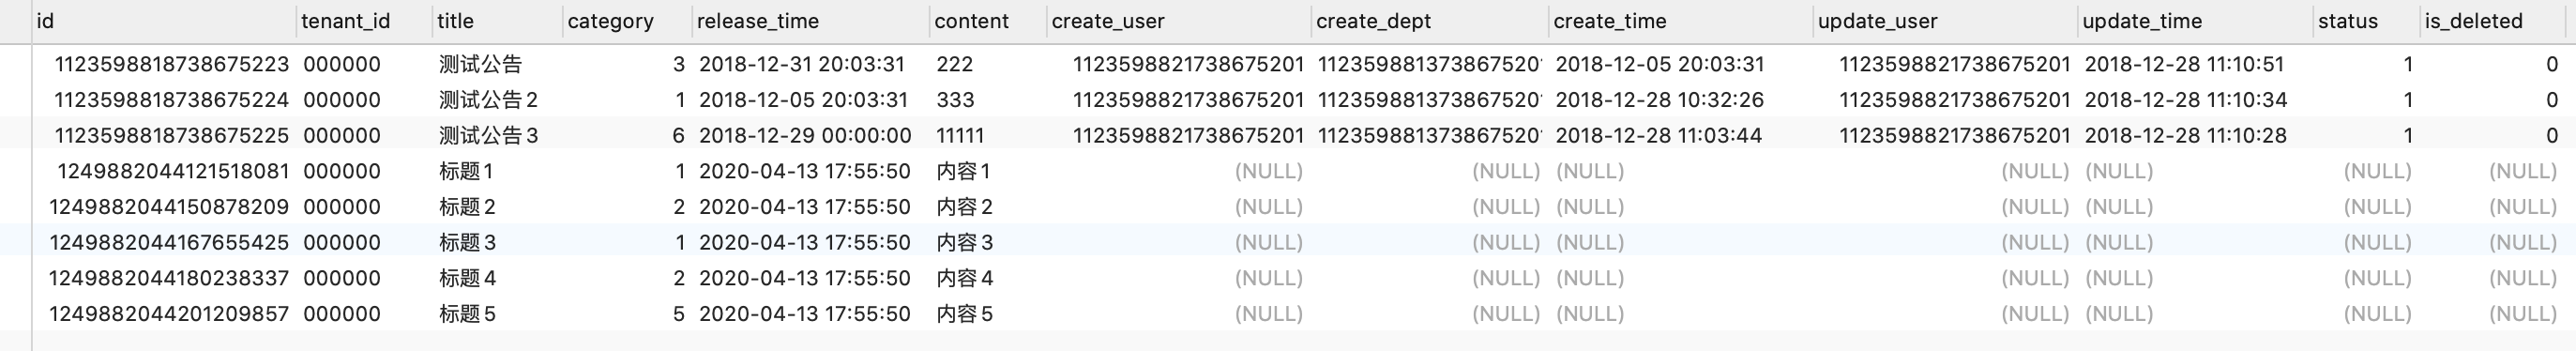 id tenant_id title category release_time content create_user create_dept create_time update_user update_time status is_deleted
1123598818738675223 000000 测试公告 3 2018-12-31 20:03:31 222 1123598821738675201 112359881373867520 2018-12-05 20:03:31 1123598821738675201 2018-12-28 11:10:51 1 0
1123598818738675224 000000 测试公告2 1 2018-12-05 20:03:31 333 1123598821738675201 112359881373867520 2018-12-28 10:32:26 1123598821738675201 2018-12-28 11:10:34 1 0
1123598818738675225 000000 测试公告3 6 2018-12-29 00:00:00 11111 1123598821738675201 112359881373867520 2018-12-28 11:03:44 1123598821738675201 2018-12-28 11:10:28 1 0
1249882044121518081 000000 标题1 1 2020-04-13 17:55:50 内容1 (NULL) (NULL) (NULL) (NULL) (NULL) (NULL) (NULL)
1249882044150878209 000000 标题2 2 2020-04-13 17:55:50 内容2 (NULL) (NULL) (NULL) (NULL) (NULL) (NULL) (NULL)
1249882044167655425 000000 标题3 1 2020-04-13 17:55:50 内容3 (NULL) (NULL) (NULL) (NULL) (NULL) (NULL) (NULL)
1249882044180238337 000000 标题4 2 2020-04-13 17:55:50 内容4 (NULL) (NULL) (NULL) (NULL) (NULL) (NULL) (NULL)
1249882044201209857 000000 标题5 5 2020-04-13 17:55:50 内容5 (NULL) (NULL) (NULL) (NULL) (NULL) (NULL) (NULL)